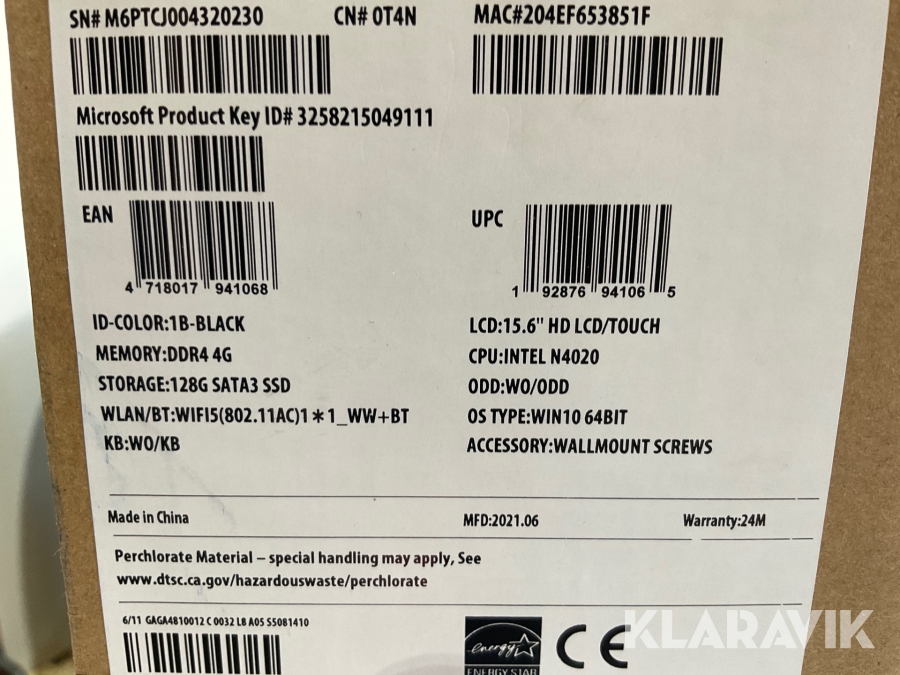 SN# M6PTCJ004320230 CN# 0T4N MAC#204EF653851F
Microsoft Product Key ID# 3258215049111
EAN UPC
4 718017 941068
1 92876 94106 5
ID-COLOR:1B-BLACK LCD:15.6" HD LCD/TOUCH
MEMORY:DDR4 4G CPU:INTEL N4020
STORAGE:128G SATA3 SSD ODD:WO/ODD
WLAN/BT:WIFI5(802.11AC)1*1_WW+BT OS TYPE:WIN10 64BIT
KB:WO/KB ACCESSORY:WALLMOUNT SCREWS
Made in China MFD:2021.06 Warranty:24M
Perchlorate Material – special handling may apply, See
www.dtsc.ca.gov/hazardouswaste/perchlorate
6/11 GAGA4810012 C 0032 L8 A05 S5081410
energy
ENERGY STAR
CE
KLARAVIK